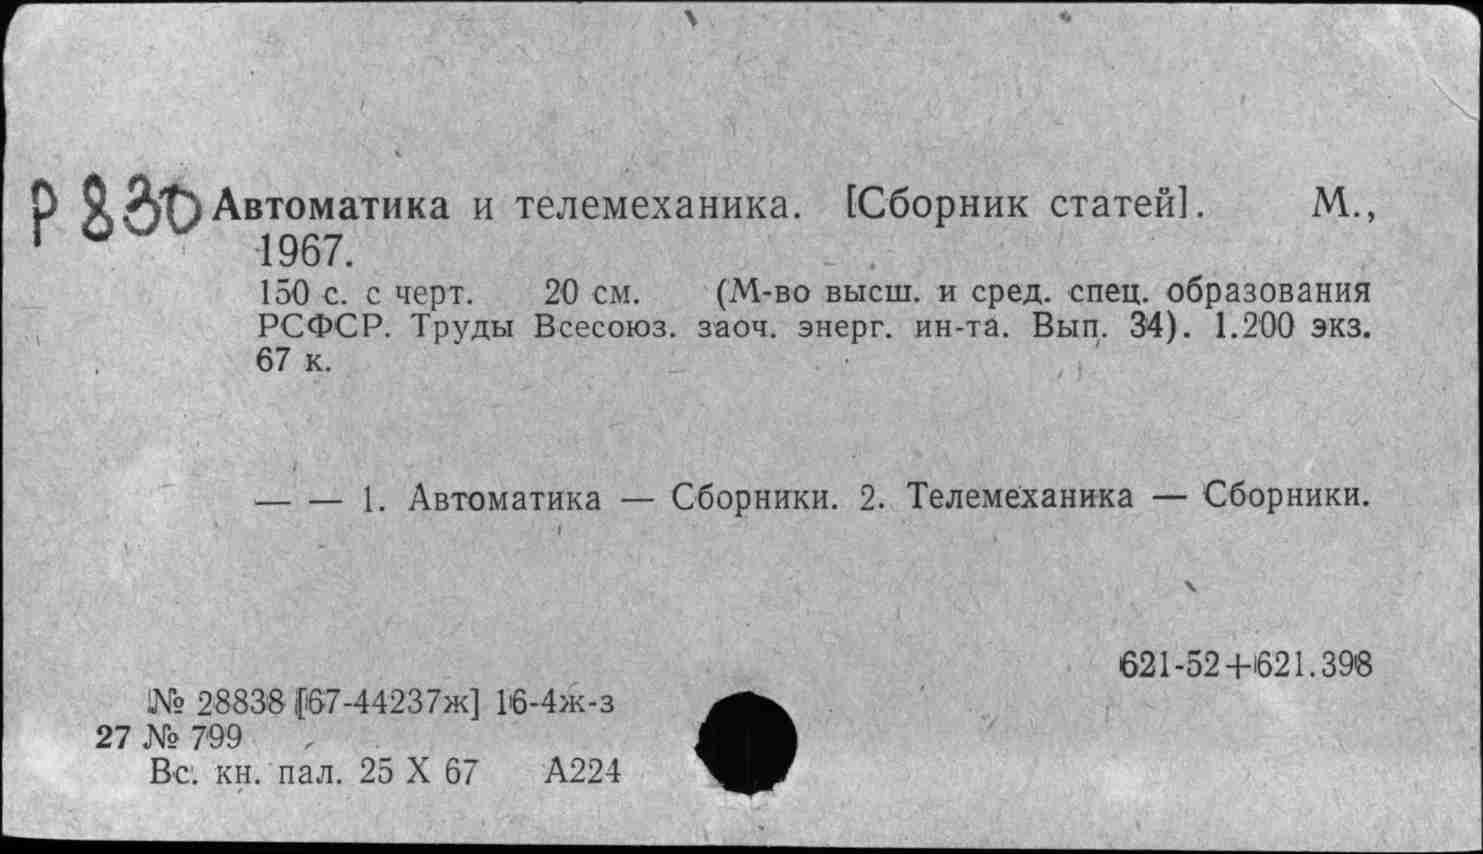 Р 830 Автоматика и телемеханика. [Сборник статей]. М.,
1967.
150 с. с черт. 20 см. (М-во высш. и сред. спец. образования
РСФСР. Труды Всесоюз. заоч. энерг. ин-та. Вып. 34). 1.200 экз.
67 к.
— — 1. Автоматика — Сборники. 2. Телемеханика — Сборники.
621-52+621.398
№ 28838 [67-44237ж] 16-4ж-з
27 № 799
Вс. кн. пал. 25 X 67 А224